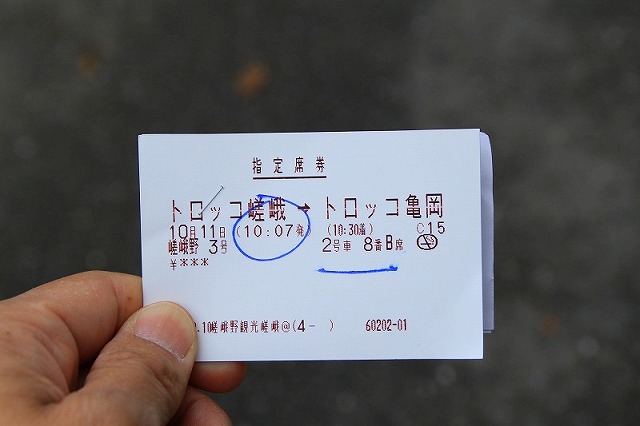 指定席券
トロッコ嵯峨 → トロッコ亀岡
10月11日 (10:07発) (10:30着) C15
嵯峨野 3号 2号車 8番B席
¥***
.10嵯峨野観光嵯峨@(4- ) 60202-01